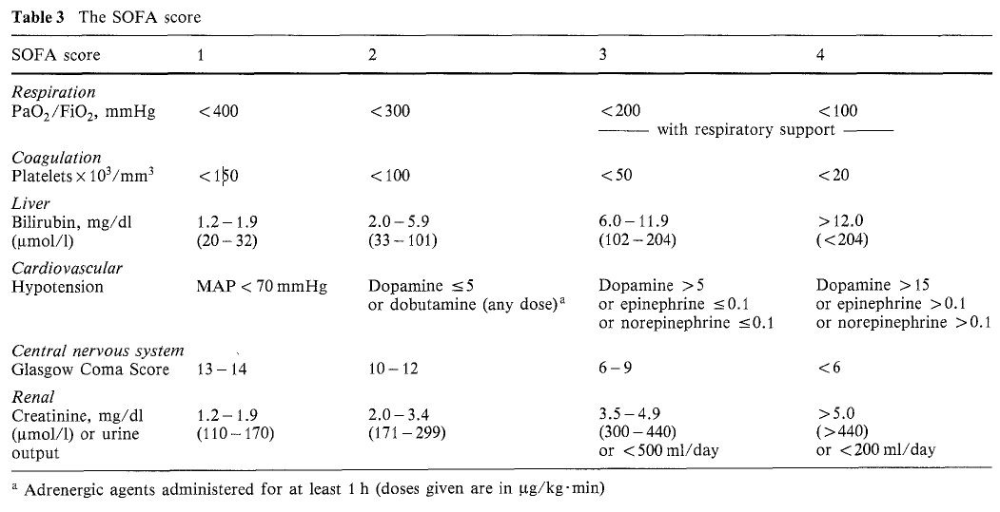 Table 3 The SOFA score
SOFA score 1 2 3 4
Respiration
PaO₂/FiO₂, mmHg <400 <300 <200 <100
with respiratory support
Coagulation
Platelets × 10³/mm³ <150 <100 <50 <20
Liver
Bilirubin, mg/dl 1.2–1.9 2.0–5.9 6.0–11.9 >12.0
(µmol/l) (20–32) (33–101) (102–204) (<204)
Cardiovascular
Hypotension MAP < 70 mmHg Dopamine ≤5 Dopamine >5 Dopamine >15
or dobutamine (any dose)ᵃ or epinephrine ≤0.1 or epinephrine >0.1
or norepinephrine ≤0.1 or norepinephrine >0.1
Central nervous system
Glasgow Coma Score 13–14 10–12 6–9 <6
Renal
Creatinine, mg/dl 1.2–1.9 2.0–3.4 3.5–4.9 >5.0
(µmol/l) or urine (110–170) (171–299) (300–440) (>440)
output or <500 ml/day or <200 ml/day
ᵃ Adrenergic agents administered for at least 1 h (doses given are in µg/kg·min)